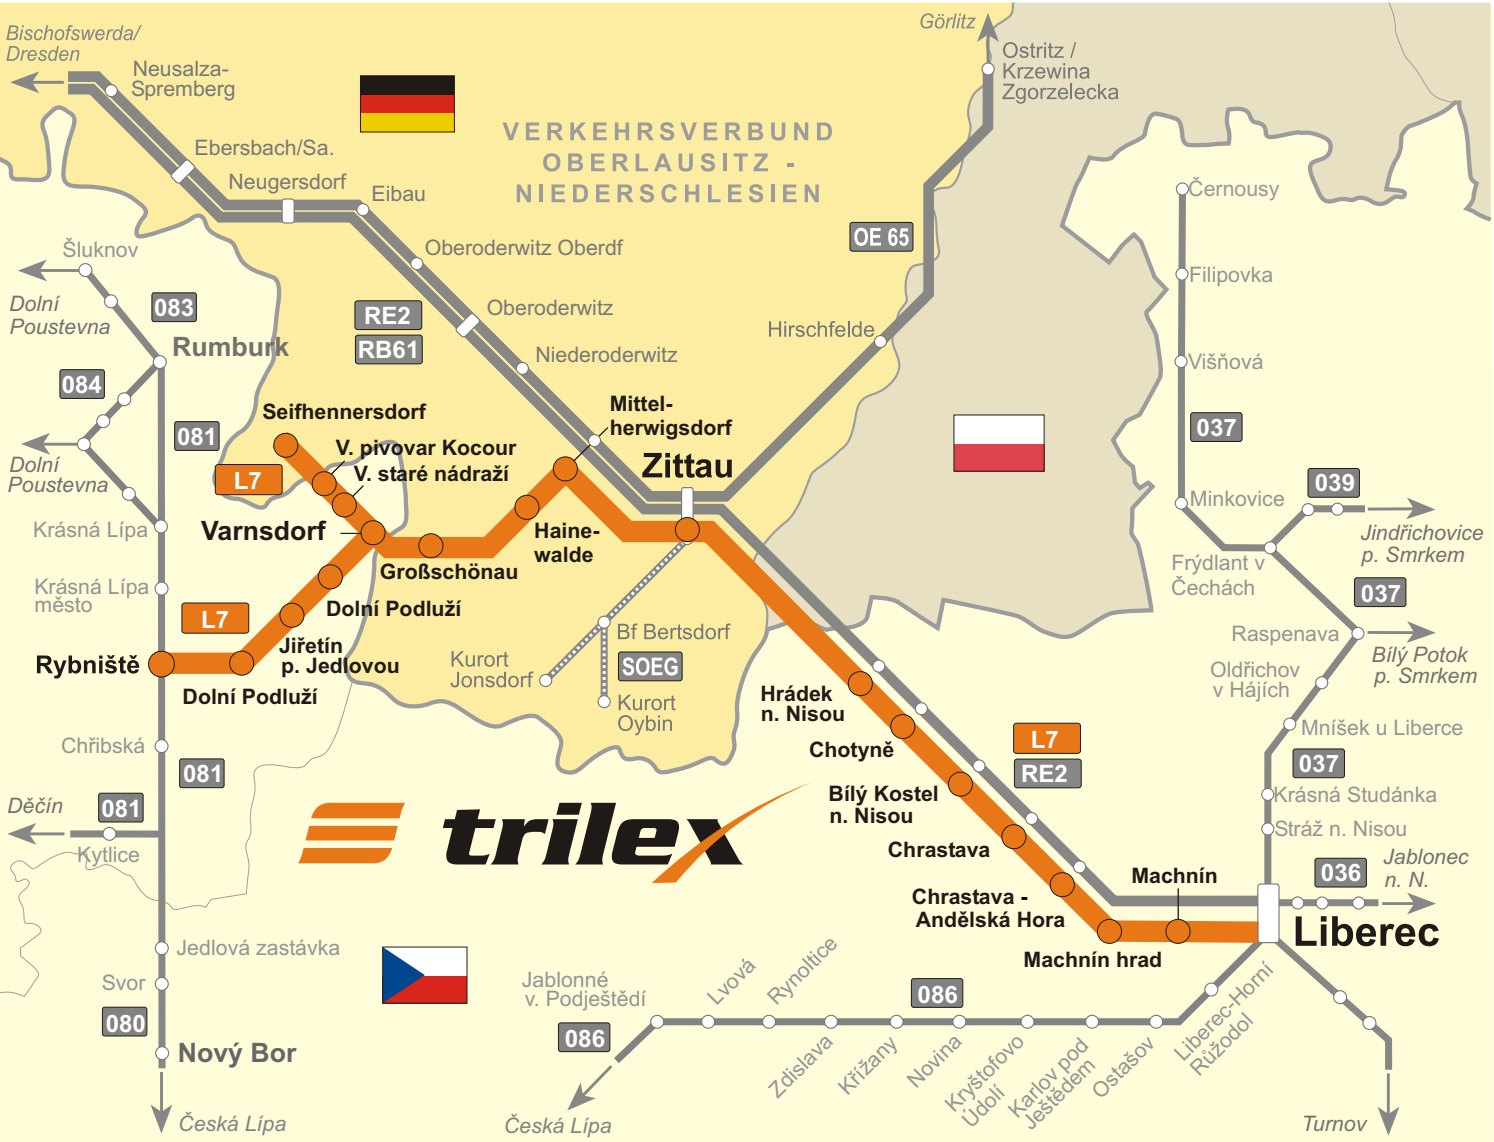 Bischofswerda/
Dresden
Neusalza-
Spremberg
Ebersbach/Sa.
Neugersdorf
Eibau
VERKEHRSVERBUND
OBERLAUSITZ -
NIEDERSCHLESIEN
Görlitz
Ostritz /
Krzewina
Zgorzelecka
OE 65
Černousy
Filipovka
Višňová
037
Minkovice
039
Jindřichovice
p. Smrkem
Frýdlant v
Čechách
037
Raspenava
Bílý Potok
p. Smrkem
Oldřichov
v Hájích
Mníšek u Liberce
037
Krásná Studánka
Stráž n. Nisou
036
Jablonec
n. N.
Oberoderwitz Oberdf
Oberoderwitz
RE2
RB61
Niederoderwitz
Hirschfelde
Šluknov
Dolní
Poustevna
083
Rumburk
084
081
Dolní
Poustevna
Krásná Lípa
Krásná Lípa
město
Seifhennersdorf
V. pivovar Kocour
V. staré nádraží
L7
Varnsdorf
Mittel-
herwigsdorf
Zittau
Haine-
walde
Großschönau
Dolní Podluží
L7
Jiřetín
p. Jedlovou
Rybniště
Dolní Podluží
Bf Bertsdorf
Kurort
Jonsdorf
SOEG
Kurort
Oybin
Chřibská
081
Děčín
081
Kytlice
trilex
Hrádek
n. Nisou
Chotyně
L7
RE2
Bílý Kostel
n. Nisou
Chrastava
Chrastava -
Andělská Hora
Machnín
Machnín hrad
Liberec
Jedlová zastávka
Svor
080
Nový Bor
Česká Lípa
Jablonné
v. Podještědí
Lvová
Rynoltice
086
086
Česká Lípa
Zdislava
Křížany
Novina
Kryštofovo
Údolí
Karlov pod
Ještědem
Ostašov
Liberec-Horní
Růžodol
Turnov